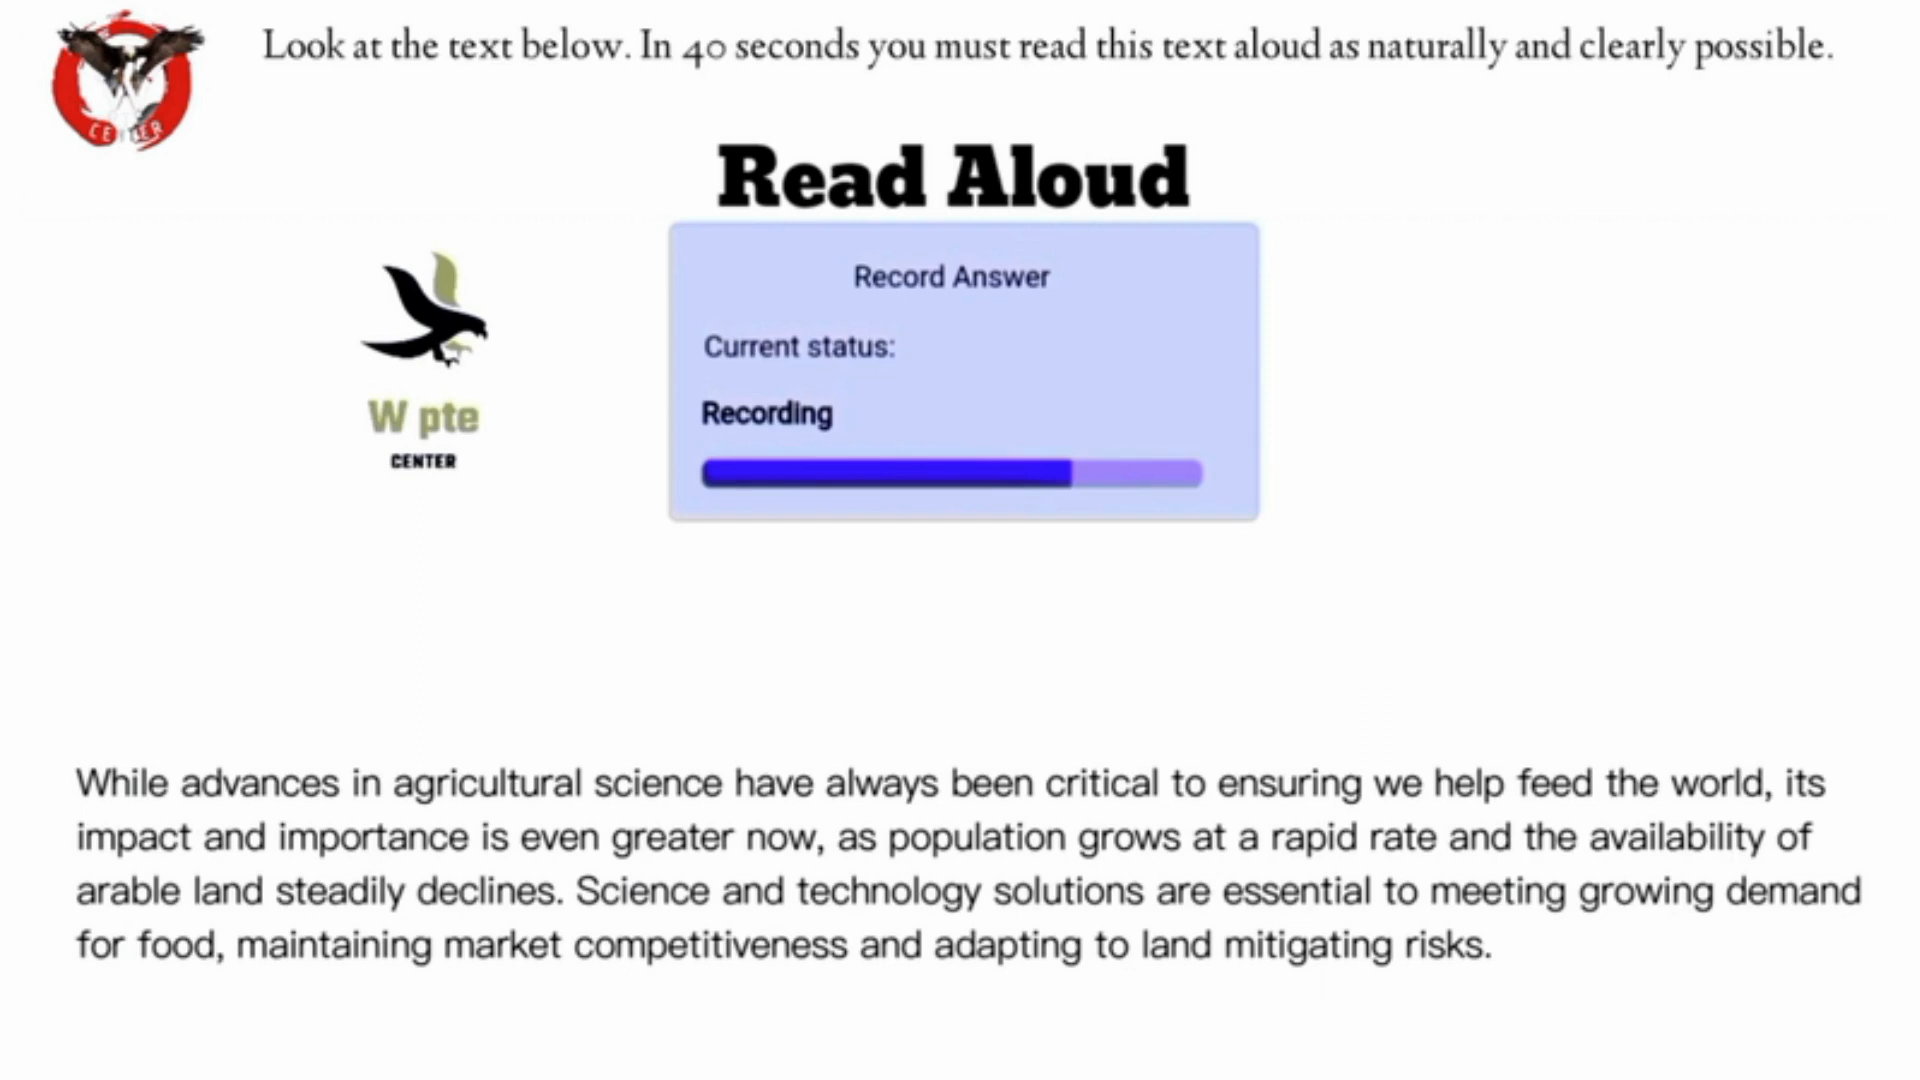 Look at the text below. In 40 seconds you must read this text aloud as naturally and clearly possible.
CENTER
Read Aloud
Record Answer
Current status:
Recording
W pte
CENTER
While advances in agricultural science have always been critical to ensuring we help feed the world, its
impact and importance is even greater now, as population grows at a rapid rate and the availability of
arable land steadily declines. Science and technology solutions are essential to meeting growing demand
for food, maintaining market competitiveness and adapting to land mitigating risks.